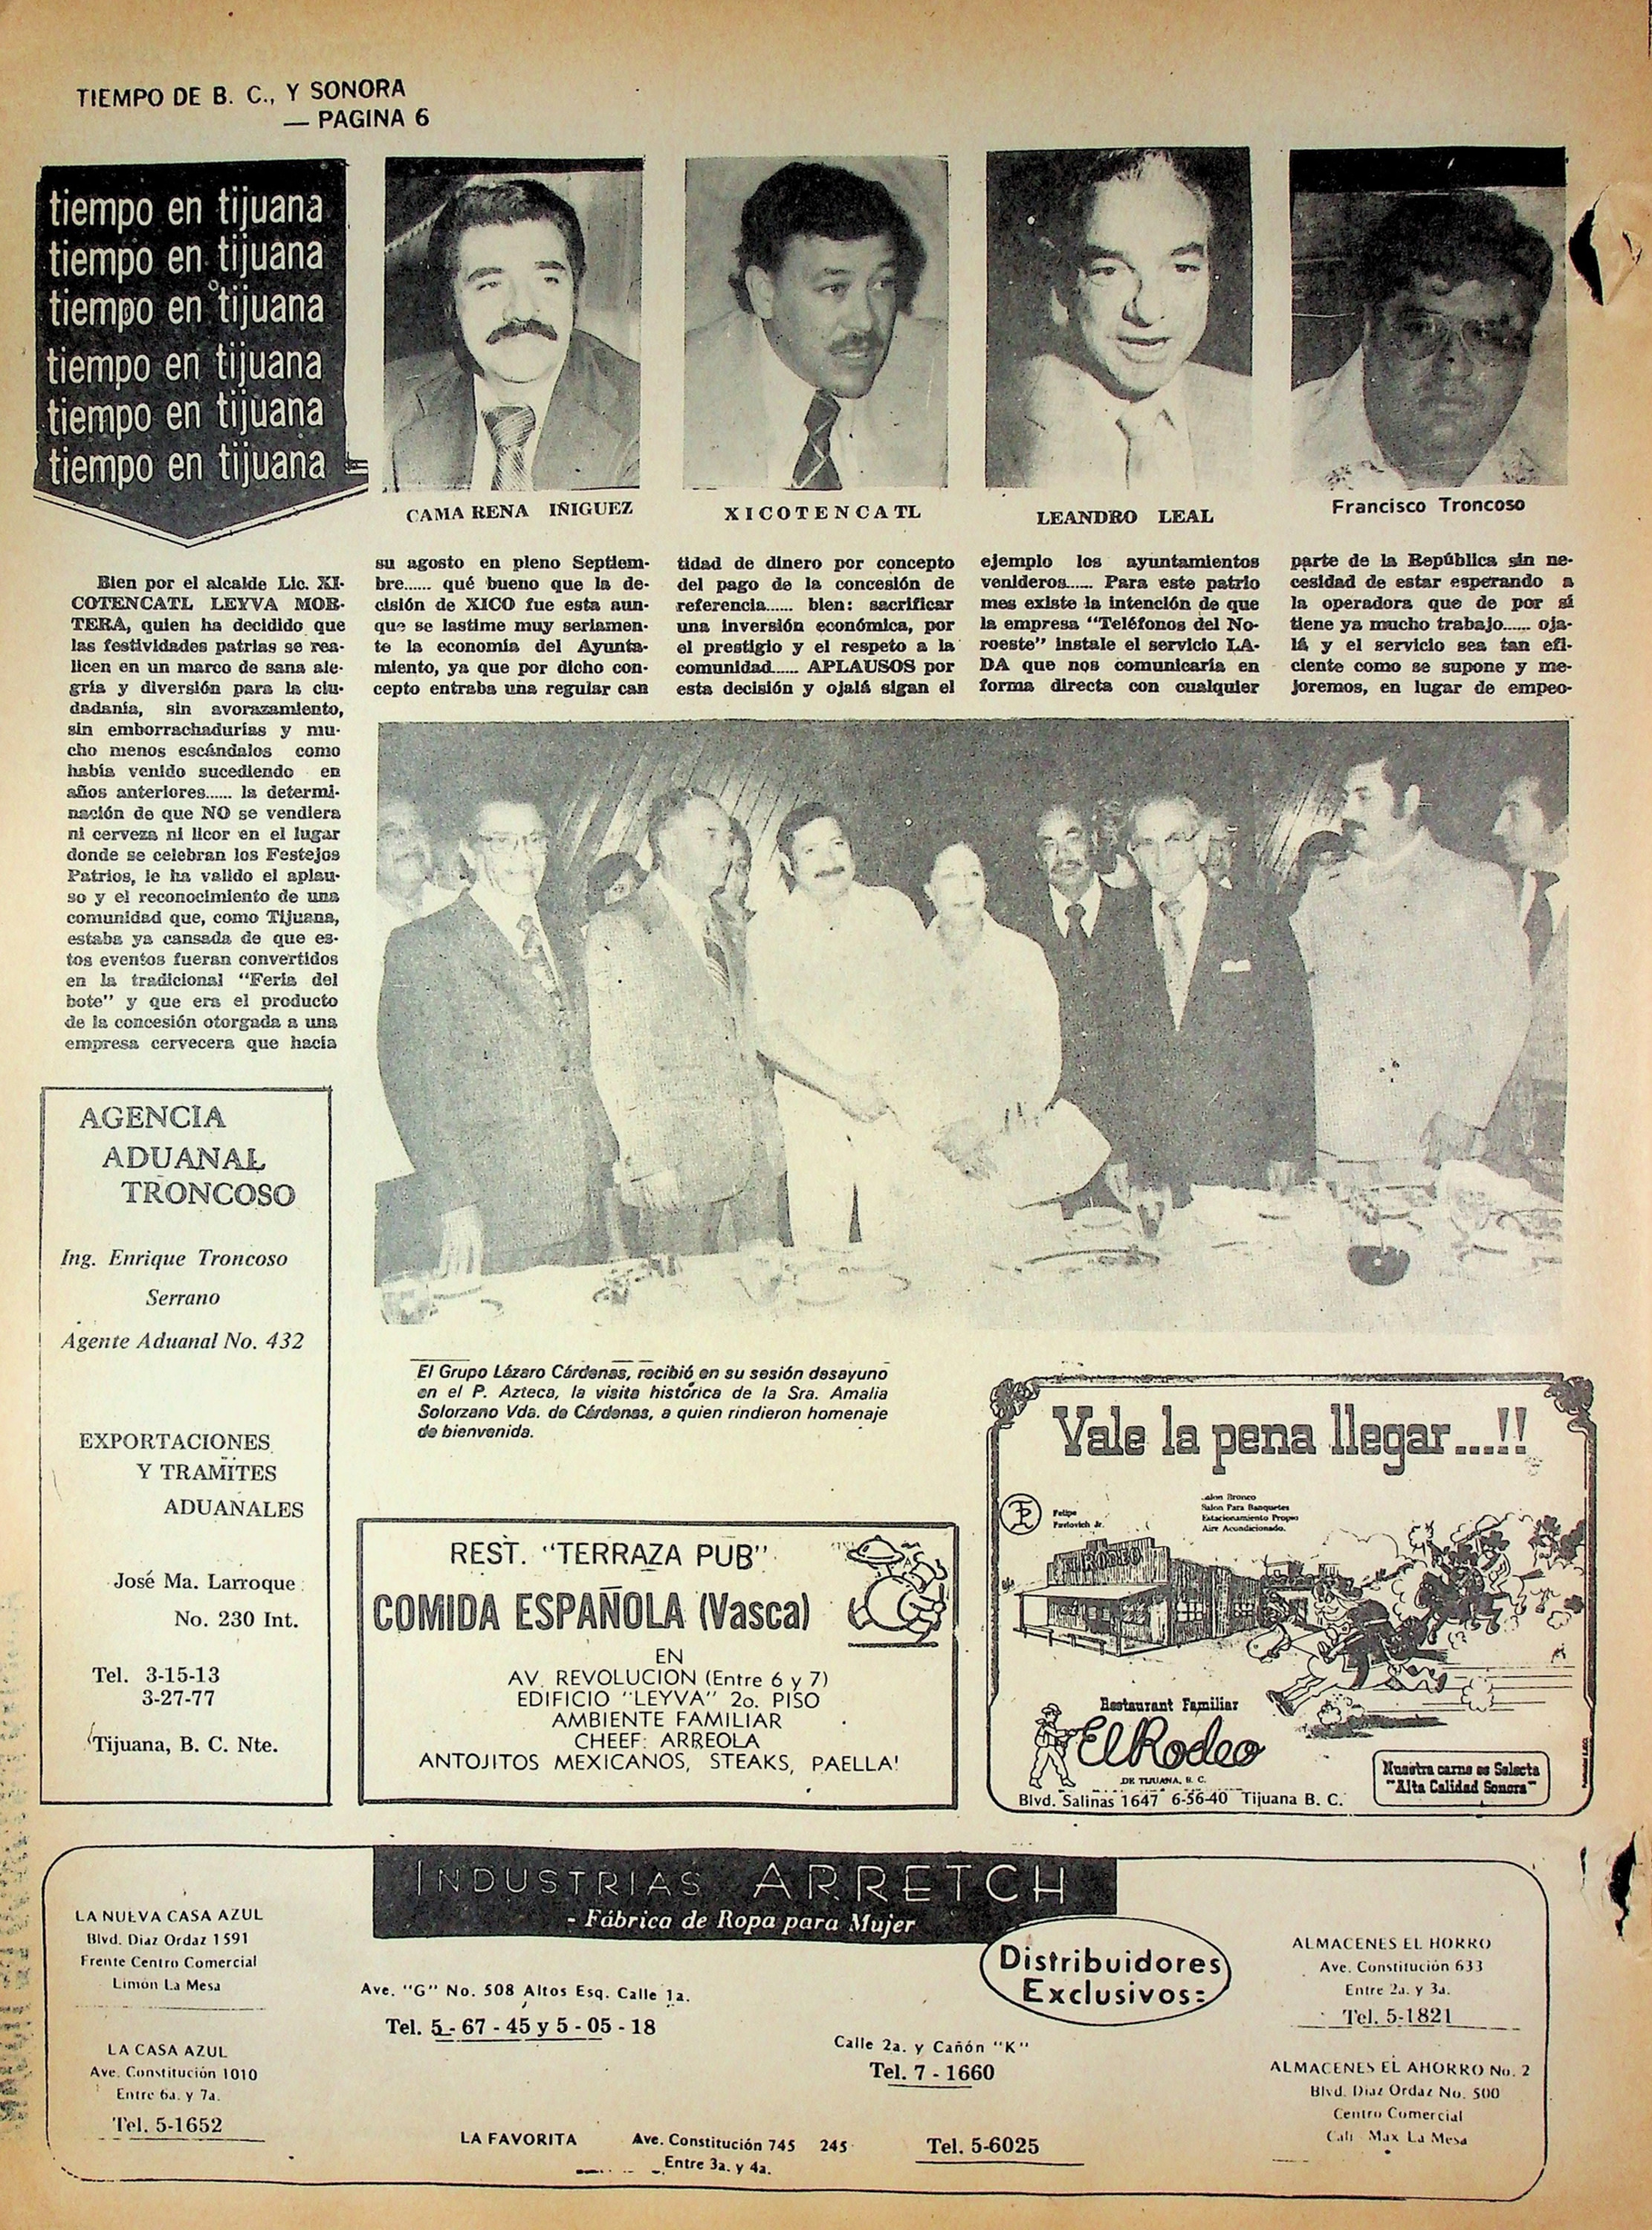 TIEMPO DE B. C., Y SONORA
— PAGINA 6
tiempo en tijuana
tiempo en tijuana
tiempo en tijuana
tiempo en tijuana
tiempo en tijuana
tiempo en tijuana
CAMARENA IÑIGUEZ
XICOTENCATL
LEANDRO LEAL
Francisco Troncoso
Bien por el alcalde Lic. XI-
COTENCATL LEYVA MOR-
TERA, quien ha decidido que
las festividades patrias se rea-
licen en un marco de sana ale-
gría y diversión para la ciu-
dadanía, sin avorazamiento,
sin emborrachadurías y mu-
cho menos escándalos como
había venido sucediendo en
años anteriores...... la determi-
nación de que NO se vendiera
ni cerveza ni licor en el lugar
donde se celebran los Festejos
Patrios, le ha valido el aplau-
so y el reconocimiento de una
comunidad que, como Tijuana,
estaba ya cansada de que es-
tos eventos fueran convertidos
en la tradicional "Feria del
bote" y que era el producto
de la concesión otorgada a una
empresa cervecera que hacía
su agosto en pleno Septiem-
bre...... qué bueno que la de-
cisión de XICO fue esta aun-
que se lastime muy seriamen-
te la economía del Ayunta-
miento, ya que por dicho con-
cepto entraba una regular can
tidad de dinero por concepto
del pago de la concesión de
referencia...... bien: sacrificar
una inversión económica, por
el prestigio y el respeto a la
comunidad...... APLAUSOS por
esta decisión y ojalá sigan el
ejemplo los ayuntamientos
venideros...... Para este patrio
mes existe la intención de que
la empresa "Teléfonos del No-
roeste" instale el servicio LA-
DA que nos comunicaría en
forma directa con cualquier
parte de la República sin ne-
cesidad de estar esperando a
la operadora que de por sí
tiene ya mucho trabajo...... oja-
lá y el servicio sea tan efi-
ciente como se supone y me-
joremos, en lugar de empeo-
El Grupo Lázaro Cárdenas, recibió en su sesión desayuno
en el P. Azteca, la visita histórica de la Sra. Amalia
Solorzano Vda. de Cárdenas, a quien rindieron homenaje
de bienvenida.
AGENCIA
ADUANAL
TRONCOSO
Ing. Enrique Troncoso
Serrano
Agente Aduanal No. 432
EXPORTACIONES
Y TRAMITES
ADUANALES
José Ma. Larroque
No. 230 Int.
Tel. 3-15-13
3-27-77
Tijuana, B. C. Nte.
REST. "TERRAZA PUB"
COMIDA ESPAÑOLA (Vasca)
EN
AV. REVOLUCION (Entre 6 y 7)
EDIFICIO "LEYVA" 2o. PISO
AMBIENTE FAMILIAR
CHEEF: ARREOLA
ANTOJITOS MEXICANOS, STEAKS, PAELLA!
Vale la pena llegar...!!
Felipe
Pavlovich Jr.
Salon Bronco
Salon Para Banquetes
Estacionamiento Propio
Aire Acondicionado.
EL RODEO
Restaurant Familiar
El Rodeo
DE TIJUANA, B. C.
Blvd. Salinas 1647 6-56-40 Tijuana B. C.
Nuestra carne es Selecta
"Alta Calidad Sonora"
INDUSTRIAS ARRETCH
- Fábrica de Ropa para Mujer
Distribuidores
Exclusivos:
LA NUEVA CASA AZUL
Blvd. Diaz Ordaz 1591
Frente Centro Comercial
Limón La Mesa
LA CASA AZUL
Ave. Constitución 1010
Entre 6a. y 7a.
Tel. 5-1652
Ave. "G" No. 508 Altos Esq. Calle 1a.
Tel. 5 - 67 - 45 y 5 - 05 - 18
Calle 2a. y Cañón "K"
Tel. 7 - 1660
LA FAVORITA Ave. Constitución 745 245 Tel. 5-6025
Entre 3a. y 4a.
ALMACENES EL HORRO
Ave. Constitución 633
Entre 2a. y 3a.
Tel. 5-1821
ALMACENES EL AHORRO No. 2
Blvd. Diaz Ordaz No. 500
Centro Comercial
Cali - Max La Mesa